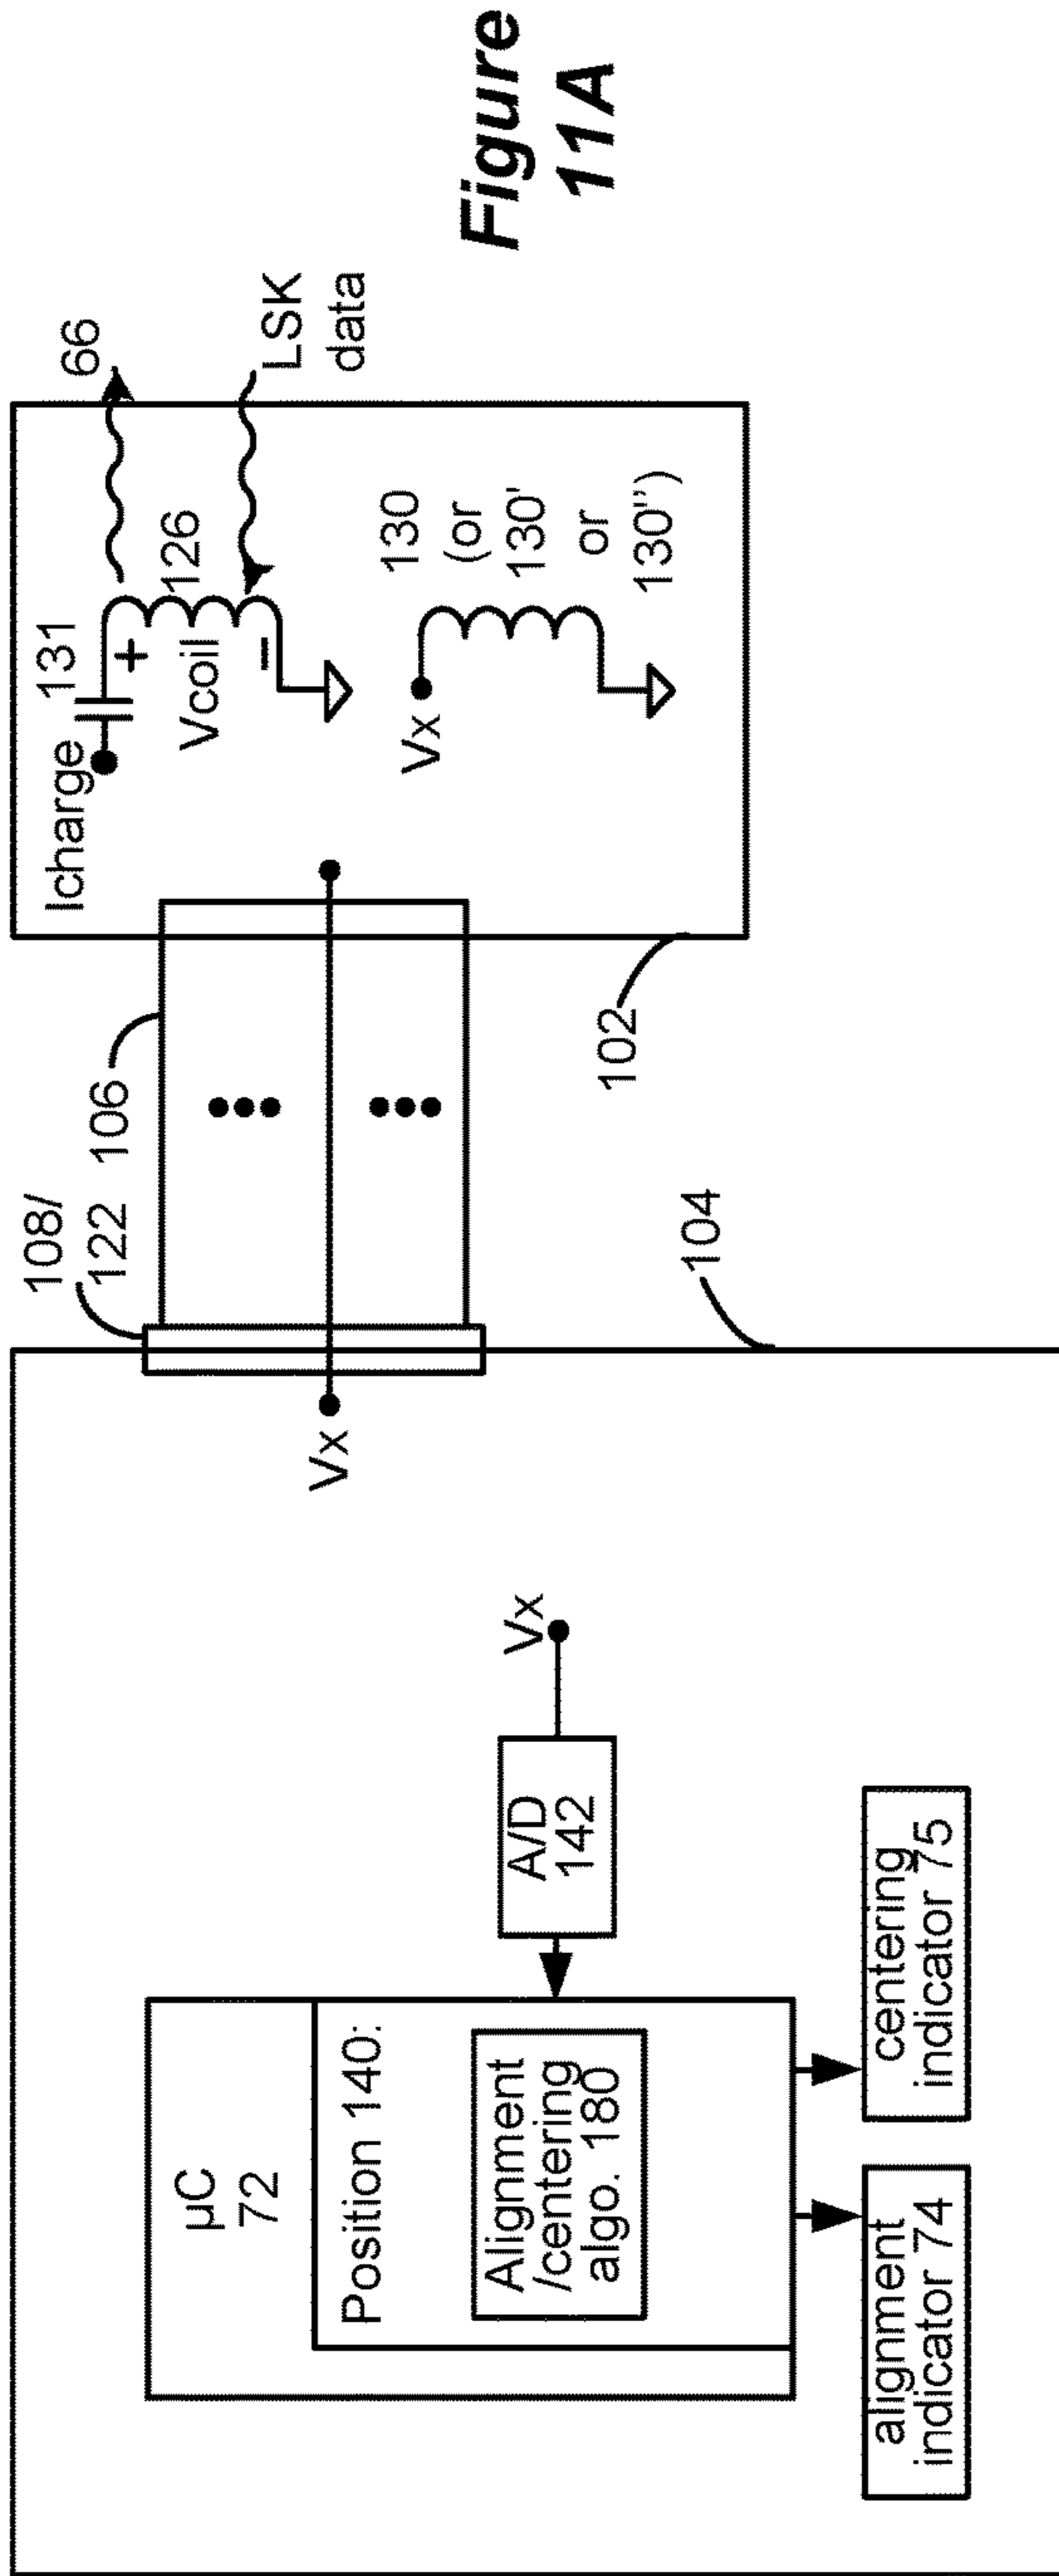 µC
72
Position 140:
Alignment
/centering
algo. 180
alignment
indicator 74
centering
indicator 75
A/D
142
Vx
Vx
108/
122
106
104
102
Icharge
131
+
Vcoil
–
126
66
LSK
data
Vx
130
(or
130'
or
130")
Figure
11A